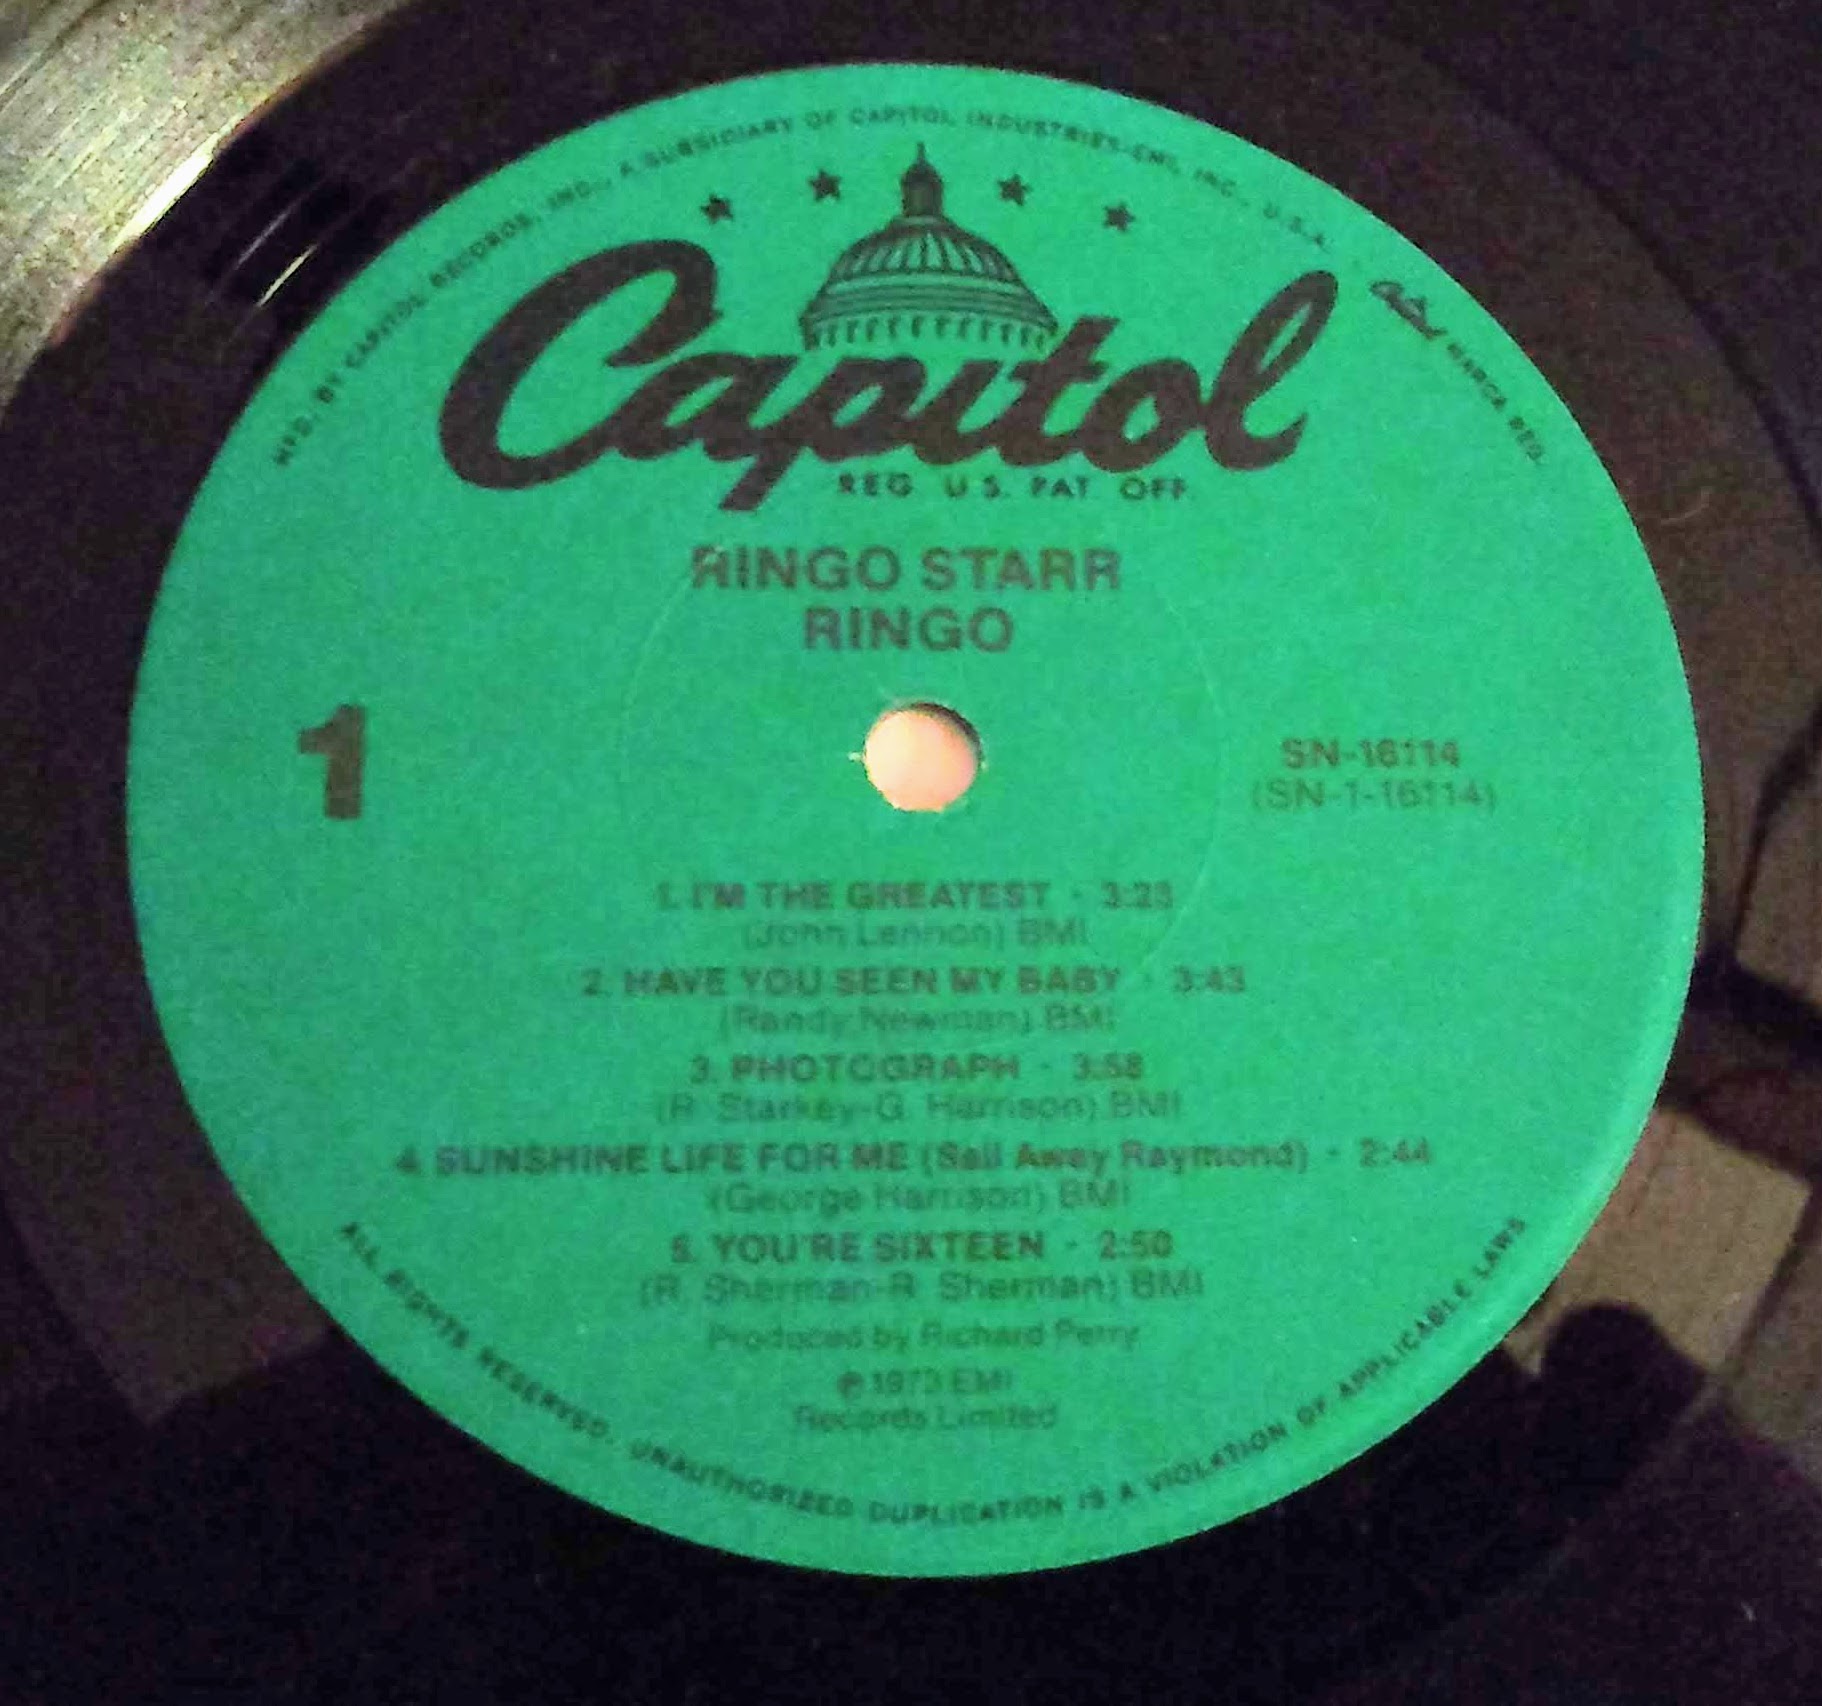 MFD. BY CAPITOL RECORDS, INC., A SUBSIDIARY OF CAPITOL INDUSTRIES-EMI, INC., U.S.A.
MARCA REG.
Capitol
REG. U.S. PAT. OFF.
RINGO STARR
RINGO
1
SN-16114
(SN-1-16114)
1. I'M THE GREATEST · 3:23
(John Lennon) BMI
2. HAVE YOU SEEN MY BABY · 3:43
(Randy Newman) BMI
3. PHOTOGRAPH · 3:58
(R. Starkey-G. Harrison) BMI
4. SUNSHINE LIFE FOR ME (Sail Away Raymond) · 2:44
(George Harrison) BMI
5. YOU'RE SIXTEEN · 2:50
(R. Sherman-R. Sherman) BMI
Produced by Richard Perry
℗ 1973 EMI
Records Limited
ALL RIGHTS RESERVED. UNAUTHORIZED DUPLICATION IS A VIOLATION OF APPLICABLE LAWS